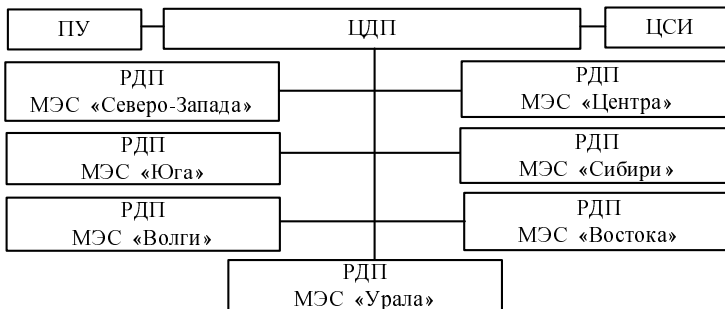 ПУ
ЦДП
ЦСИ
РДП
МЭС «Северо-Запада»
РДП
МЭС «Центра»
РДП
МЭС «Юга»
РДП
МЭС «Сибири»
РДП
МЭС «Волги»
РДП
МЭС «Востока»
РДП
МЭС «Урала»